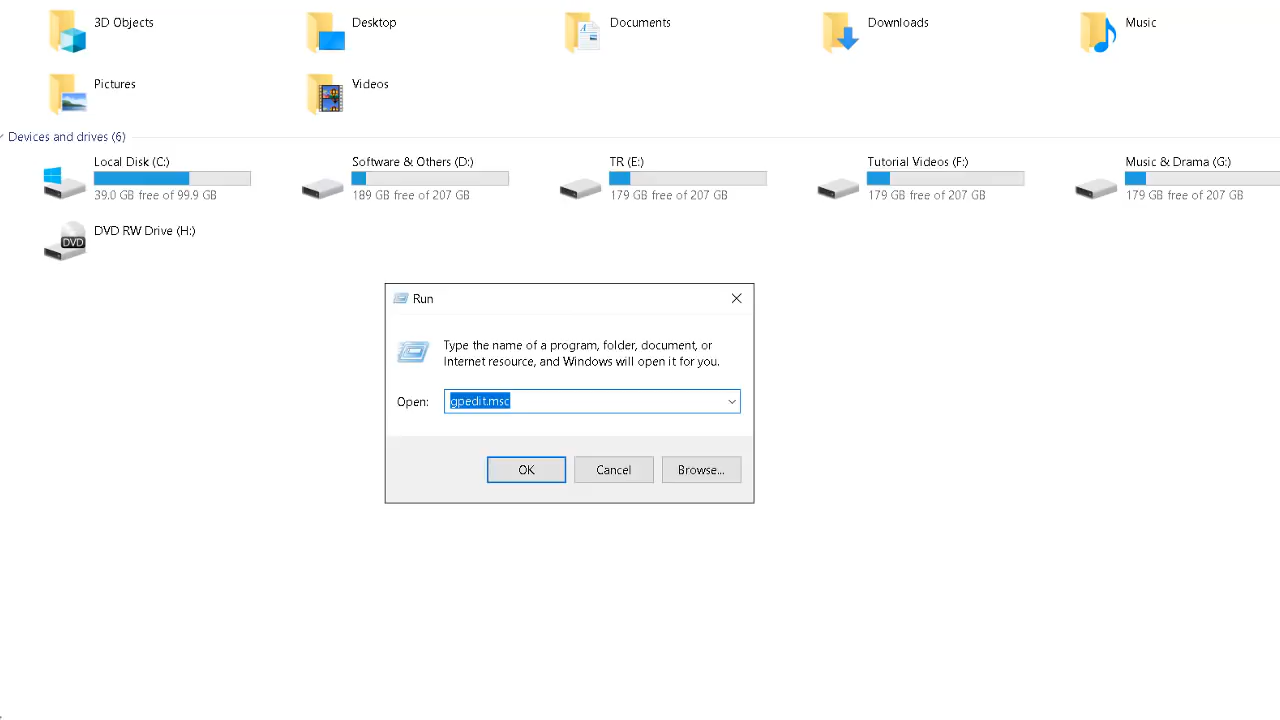 3D Objects
Desktop
Documents
Downloads
Music
Pictures
Videos
Devices and drives (6)
Local Disk (C:)
39.0 GB free of 99.9 GB
Software & Others (D:)
189 GB free of 207 GB
TR (E:)
179 GB free of 207 GB
Tutorial Videos (F:)
179 GB free of 207 GB
Music & Drama (G:)
179 GB free of 207 GB
DVD
DVD RW Drive (H:)
Run
Type the name of a program, folder, document, or
Internet resource, and Windows will open it for you.
Open:
gpedit.msc
OK
Cancel
Browse...